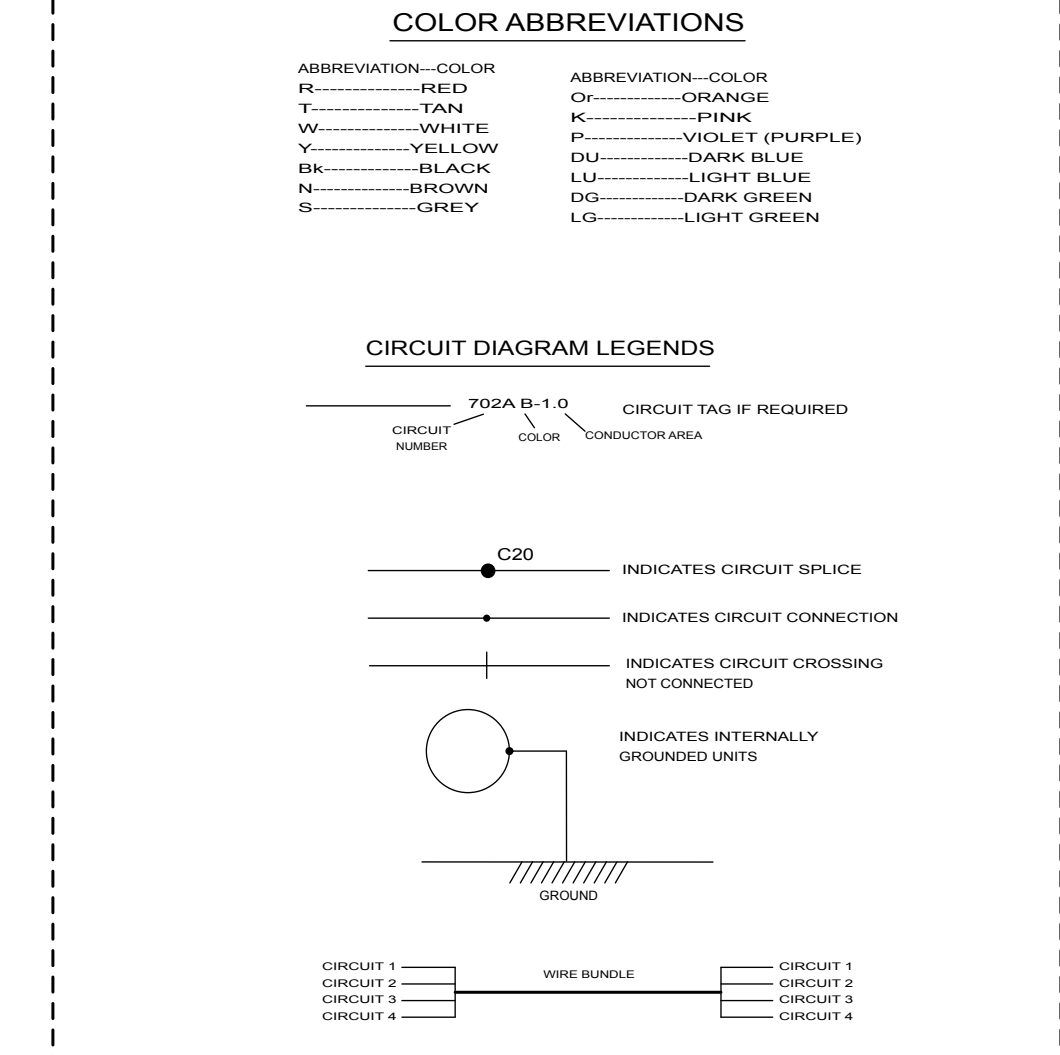 COLOR ABBREVIATIONS
ABBREVIATION---COLOR
R--------------RED
T--------------TAN
W-------------WHITE
Y-------------YELLOW
Bk------------BLACK
N-------------BROWN
S--------------GREY
ABBREVIATION---COLOR
Or------------ORANGE
K--------------PINK
P-------------VIOLET (PURPLE)
DU------------DARK BLUE
LU------------LIGHT BLUE
DG------------DARK GREEN
LG------------LIGHT GREEN
CIRCUIT DIAGRAM LEGENDS
702A B-1.0
CIRCUIT TAG IF REQUIRED
CIRCUIT
NUMBER
COLOR
CONDUCTOR AREA
C20
INDICATES CIRCUIT SPLICE
INDICATES CIRCUIT CONNECTION
INDICATES CIRCUIT CROSSING
NOT CONNECTED
INDICATES INTERNALLY
GROUNDED UNITS
GROUND
CIRCUIT 1
CIRCUIT 2
CIRCUIT 3
CIRCUIT 4
WIRE BUNDLE
CIRCUIT 1
CIRCUIT 2
CIRCUIT 3
CIRCUIT 4